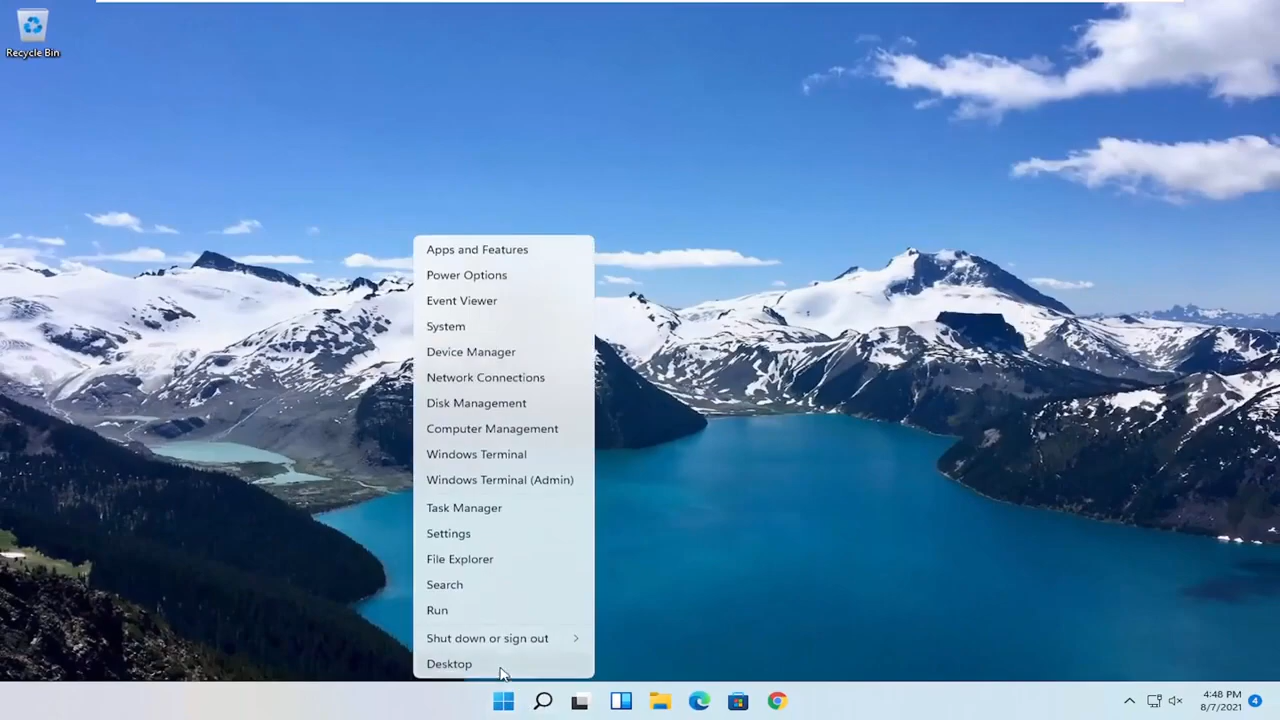 Recycle Bin
Apps and Features
Power Options
Event Viewer
System
Device Manager
Network Connections
Disk Management
Computer Management
Windows Terminal
Windows Terminal (Admin)
Task Manager
Settings
File Explorer
Search
Run
Shut down or sign out
Desktop
4:48 PM
8/7/2021
4